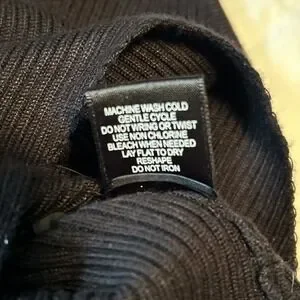 MACHINE WASH COLD
GENTLE CYCLE
DO NOT WRING OR TWIST
USE NON CHLORINE
BLEACH WHEN NEEDED
LAY FLAT TO DRY
RESHAPE
DO NOT IRON